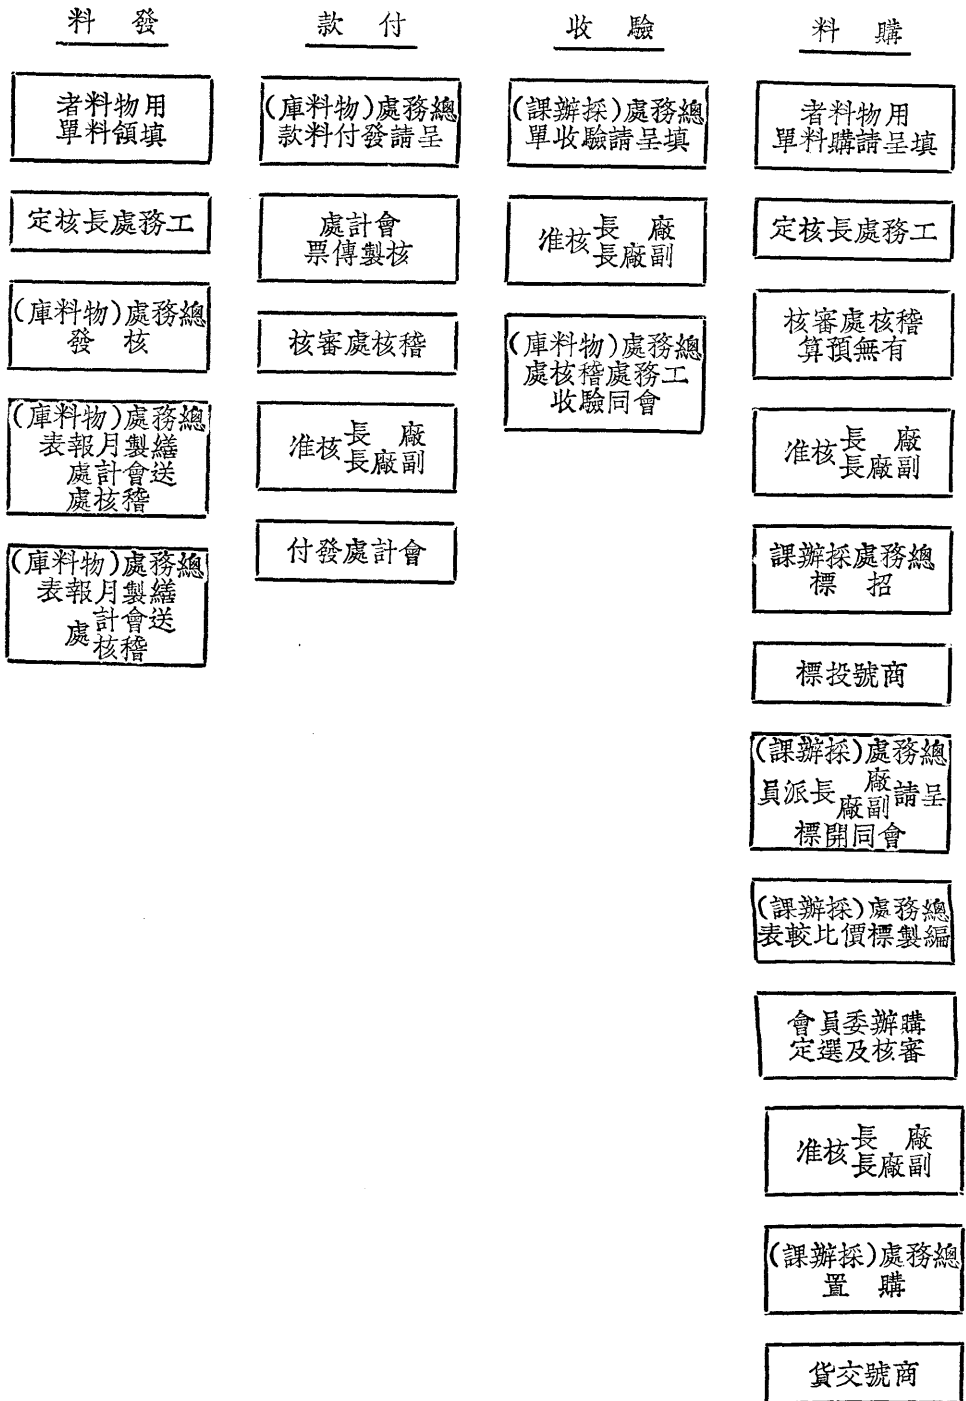 購料
用物料者
填呈請購料單
工務處長核定
稽核處審核
有無預算
廠長
副廠長核准
總務處採辦課
招標
商號投標
總務處(採辦課)
呈請廠副廠長派員
會同開標
總務處(採辦課)
編製標價比較表
購辦委員會
審核及選定
廠長
副廠長核准
總務處(採辦課)
購置
商號交貨
驗收
總務處(採辦課)
填呈請驗收單
廠長
副廠長核准
總務處(物料庫)
工務處稽核處
會同驗收
付款
總務處(物料庫)
呈請發付料款
會計處
核製傳票
稽核處審核
廠長
副廠長核准
會計處發付
發料
用物料者
填領料單
工務處長核定
總務處(物料庫)
核發
總務處(物料庫)
繕製月報表
送會計處
稽核處
總務處(物料庫)
繕製月報表
送會計
稽核處